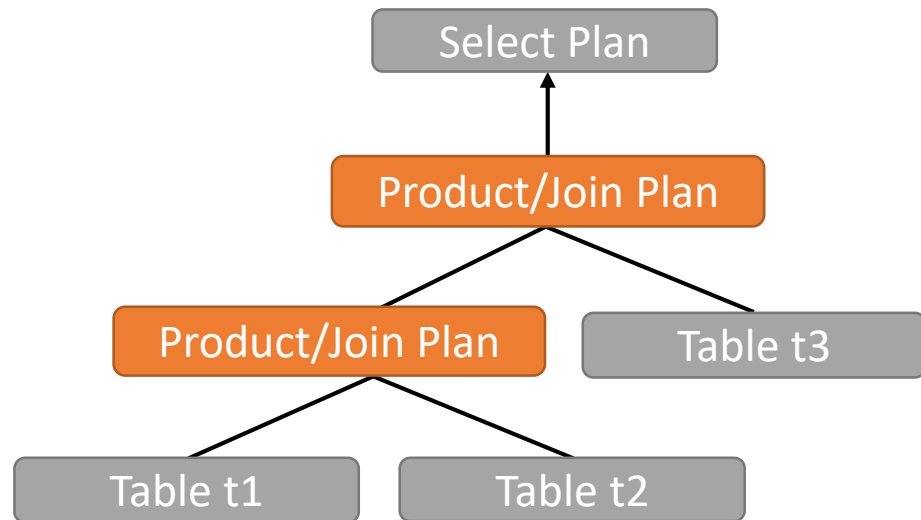 Select Plan
Product/Join Plan
Product/Join Plan
Table t3
Table t1
Table t2